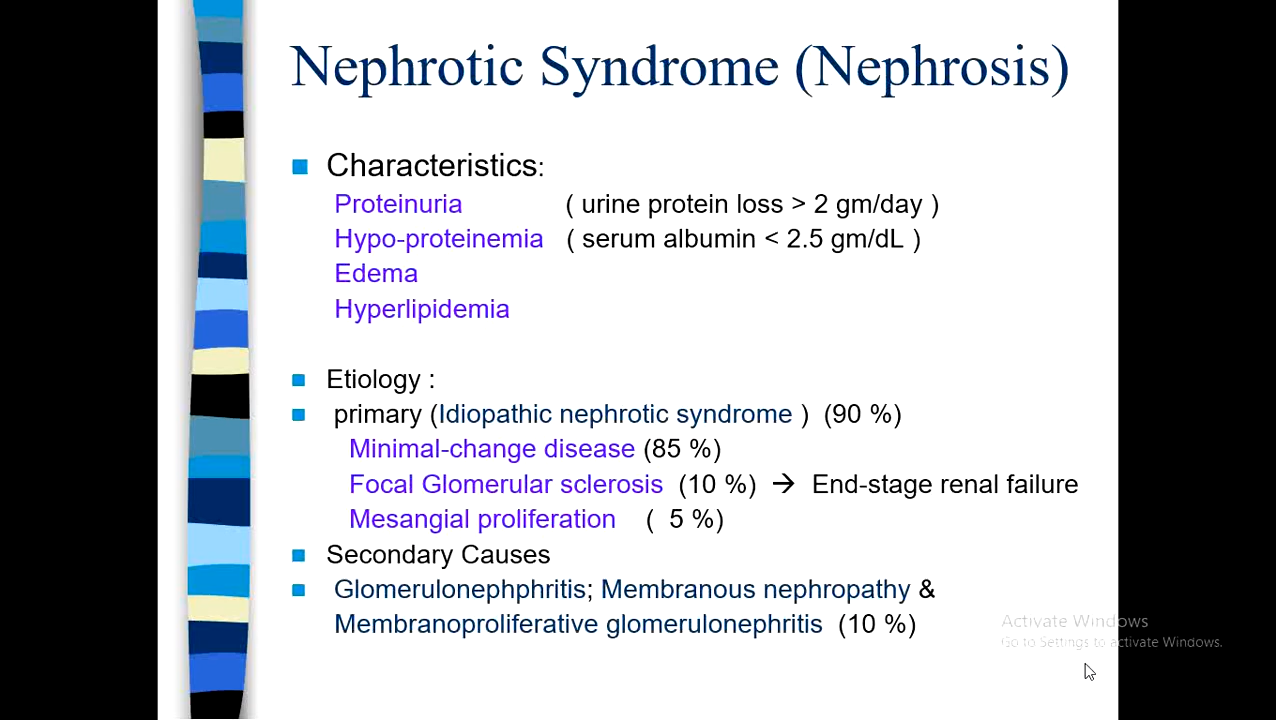 Nephrotic Syndrome (Nephrosis)
Characteristics:
Proteinuria ( urine protein loss > 2 gm/day )
Hypo-proteinemia ( serum albumin < 2.5 gm/dL )
Edema
Hyperlipidemia
Etiology :
primary (Idiopathic nephrotic syndrome ) (90 %)
Minimal-change disease (85 %)
Focal Glomerular sclerosis (10 %) → End-stage renal failure
Mesangial proliferation ( 5 %)
Secondary Causes
Glomerulonephphritis; Membranous nephropathy &
Membranoproliferative glomerulonephritis (10 %)
Activate Windows
Go to Settings to activate Windows.